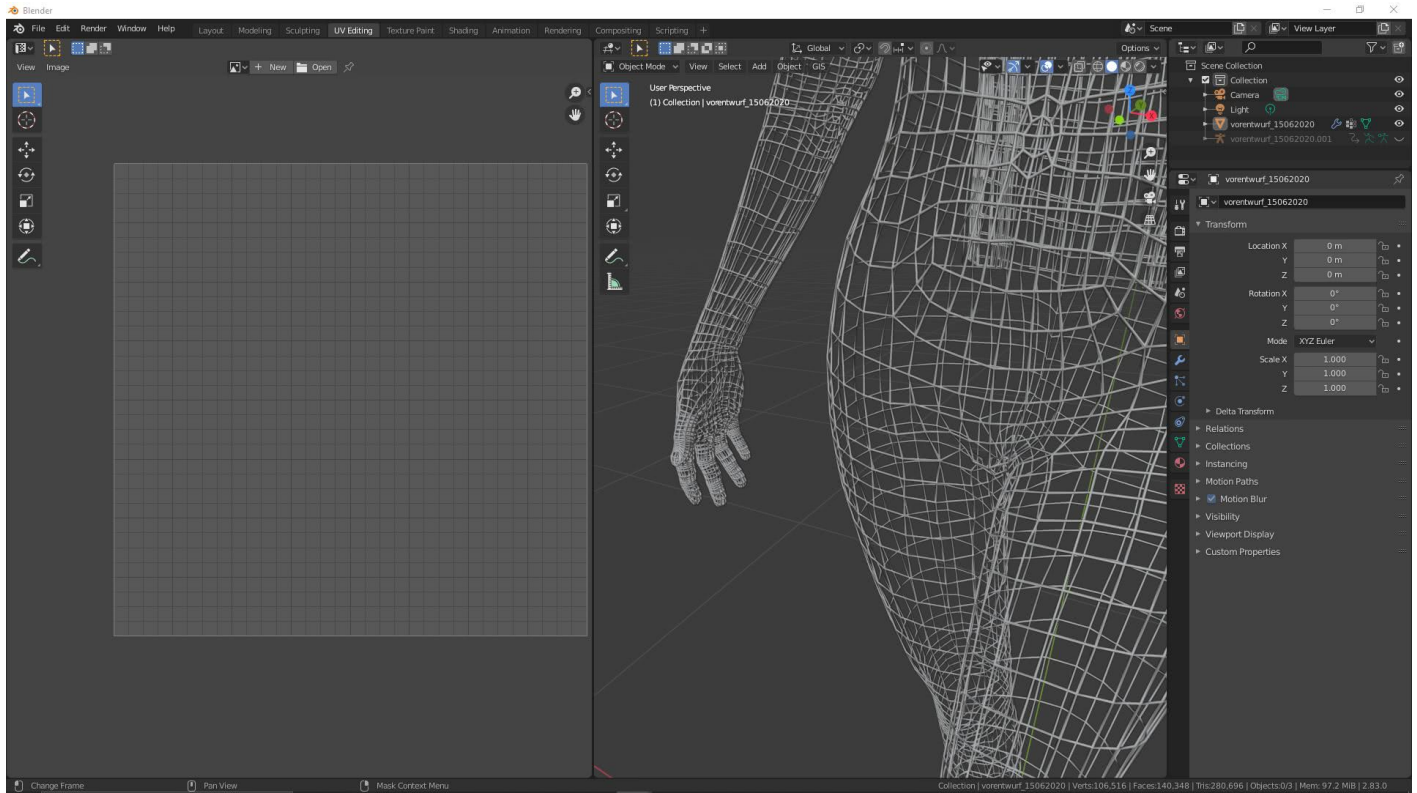 Blender
File Edit Render Window Help Layout Modeling Sculpting UV Editing Texture Paint Shading Animation Rendering Compositing Scripting + Scene View Layer
Global Options
View Image + New Open Object Mode View Select Add Object GIS
User Perspective
(1) Collection | vorentwurf_15062020
Scene Collection
Collection
Camera
Light
vorentwurf_15062020
vorentwurf_15062020.001
vorentwurf_15062020
vorentwurf_15062020
Transform
Location X 0 m
Y 0 m
Z 0 m
Rotation X 0°
Y 0°
Z 0°
Mode XYZ Euler
Scale X 1.000
Y 1.000
Z 1.000
Delta Transform
Relations
Collections
Instancing
Motion Paths
Motion Blur
Visibility
Viewport Display
Custom Properties
Change Frame Pan View Mask Context Menu Collection | vorentwurf_15062020 | Verts:106,516 | Faces:140,348 | Tris:280,696 | Objects:0/3 | Mem: 97.2 MiB | 2.83.0